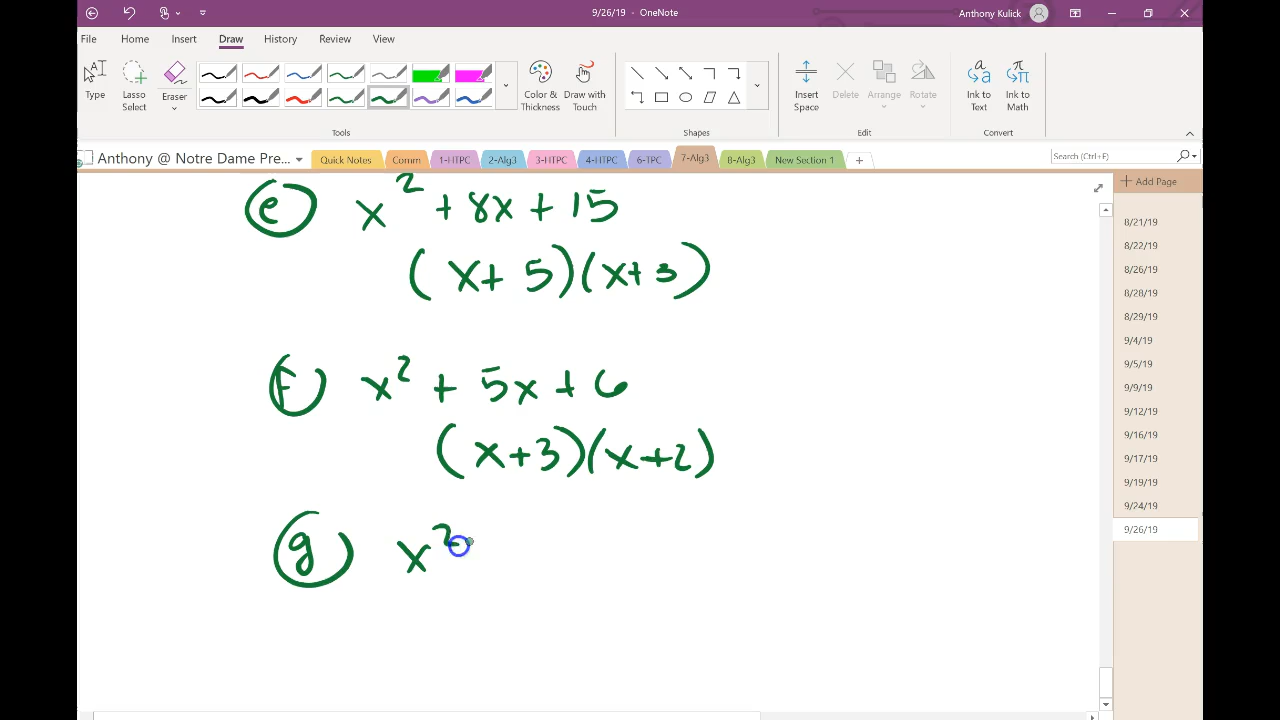 9/26/19 - OneNote
Anthony Kulick
File Home Insert Draw History Review View
Type
Lasso Select
Eraser
Color & Thickness
Draw with Touch
Insert Space
Delete
Arrange
Rotate
Ink to Text
Ink to Math
Tools
Shapes
Edit
Convert
Anthony @ Notre Dame Pre...
Quick Notes Comm 1-HTPC 2-Alg3 3-HTPC 4-HTPC 6-TPC 7-Alg3 8-Alg3 New Section 1 +
Search (Ctrl+F)
Add Page
8/21/19
8/22/19
8/26/19
8/28/19
8/29/19
9/4/19
9/5/19
9/9/19
9/12/19
9/16/19
9/17/19
9/19/19
9/24/19
9/26/19
e x² + 8x + 15
(x + 5)(x + 3)
f x² + 5x + 6
(x + 3)(x + 2)
g x²